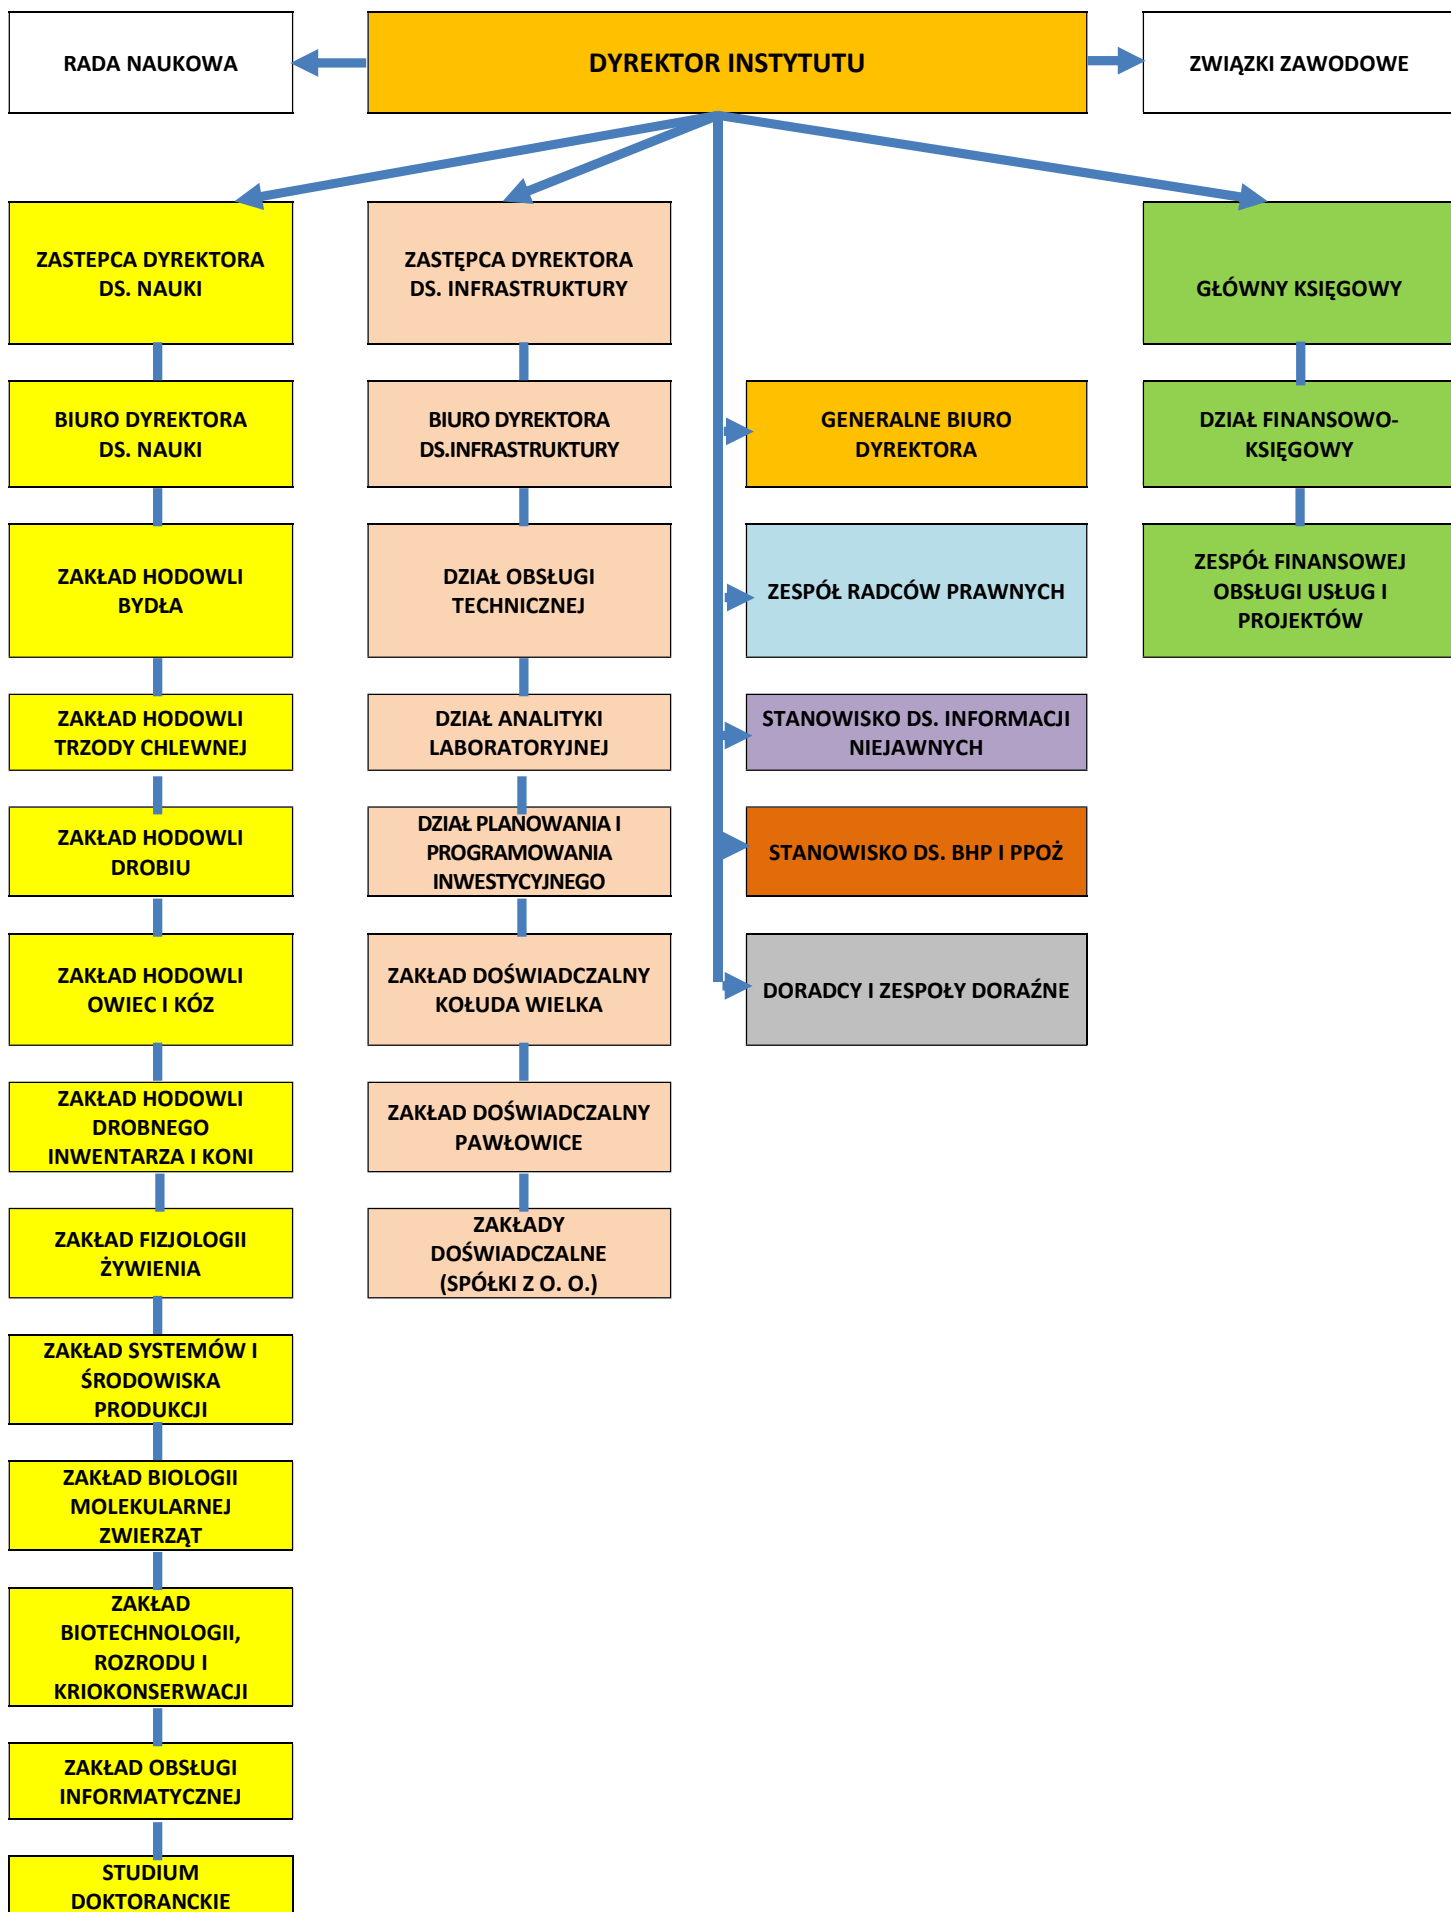 RADA NAUKOWA
DYREKTOR INSTYTUTU
ZWIĄZKI ZAWODOWE
ZASTEPCA DYREKTORA
DS. NAUKI
ZASTĘPCA DYREKTORA
DS. INFRASTRUKTURY
GŁÓWNY KSIĘGOWY
BIURO DYREKTORA
DS. NAUKI
BIURO DYREKTORA
DS.INFRASTRUKTURY
GENERALNE BIURO
DYREKTORA
DZIAŁ FINANSOWO-
KSIĘGOWY
ZAKŁAD HODOWLI
BYDŁA
DZIAŁ OBSŁUGI
TECHNICZNEJ
ZESPÓŁ RADCÓW PRAWNYCH
ZESPÓŁ FINANSOWEJ
OBSŁUGI USŁUG I
PROJEKTÓW
ZAKŁAD HODOWLI
TRZODY CHLEWNEJ
DZIAŁ ANALITYKI
LABORATORYJNEJ
STANOWISKO DS. INFORMACJI
NIEJAWNYCH
ZAKŁAD HODOWLI
DROBIU
DZIAŁ PLANOWANIA I
PROGRAMOWANIA
INWESTYCYJNEGO
STANOWISKO DS. BHP I PPOŻ
ZAKŁAD HODOWLI
OWIEC I KÓZ
ZAKŁAD DOŚWIADCZALNY
KOŁUDA WIELKA
DORADCY I ZESPOŁY DORAŹNE
ZAKŁAD HODOWLI
DROBNEGO
INWENTARZA I KONI
ZAKŁAD DOŚWIADCZALNY
PAWŁOWICE
ZAKŁAD FIZJOLOGII
ŻYWIENIA
ZAKŁADY
DOŚWIADCZALNE
(SPÓŁKI Z O. O.)
ZAKŁAD SYSTEMÓW I
ŚRODOWISKA
PRODUKCJI
ZAKŁAD BIOLOGII
MOLEKULARNEJ
ZWIERZĄT
ZAKŁAD
BIOTECHNOLOGII,
ROZRODU I
KRIOKONSERWACJI
ZAKŁAD OBSŁUGI
INFORMATYCZNEJ
STUDIUM
DOKTORANCKIE